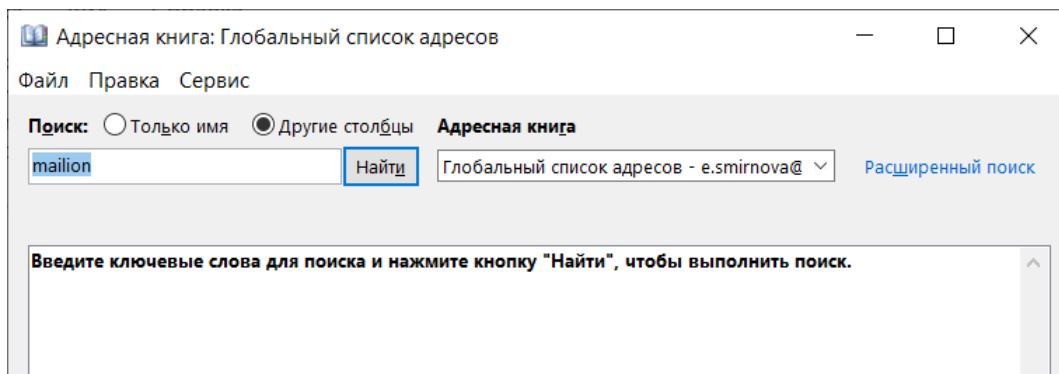 Адресная книга: Глобальный список адресов
Файл Правка Сервис
Поиск: Только имя Другие столбцы Адресная книга
mailion Найти Глобальный список адресов - e.smirnova@ Расширенный поиск
Введите ключевые слова для поиска и нажмите кнопку "Найти", чтобы выполнить поиск.